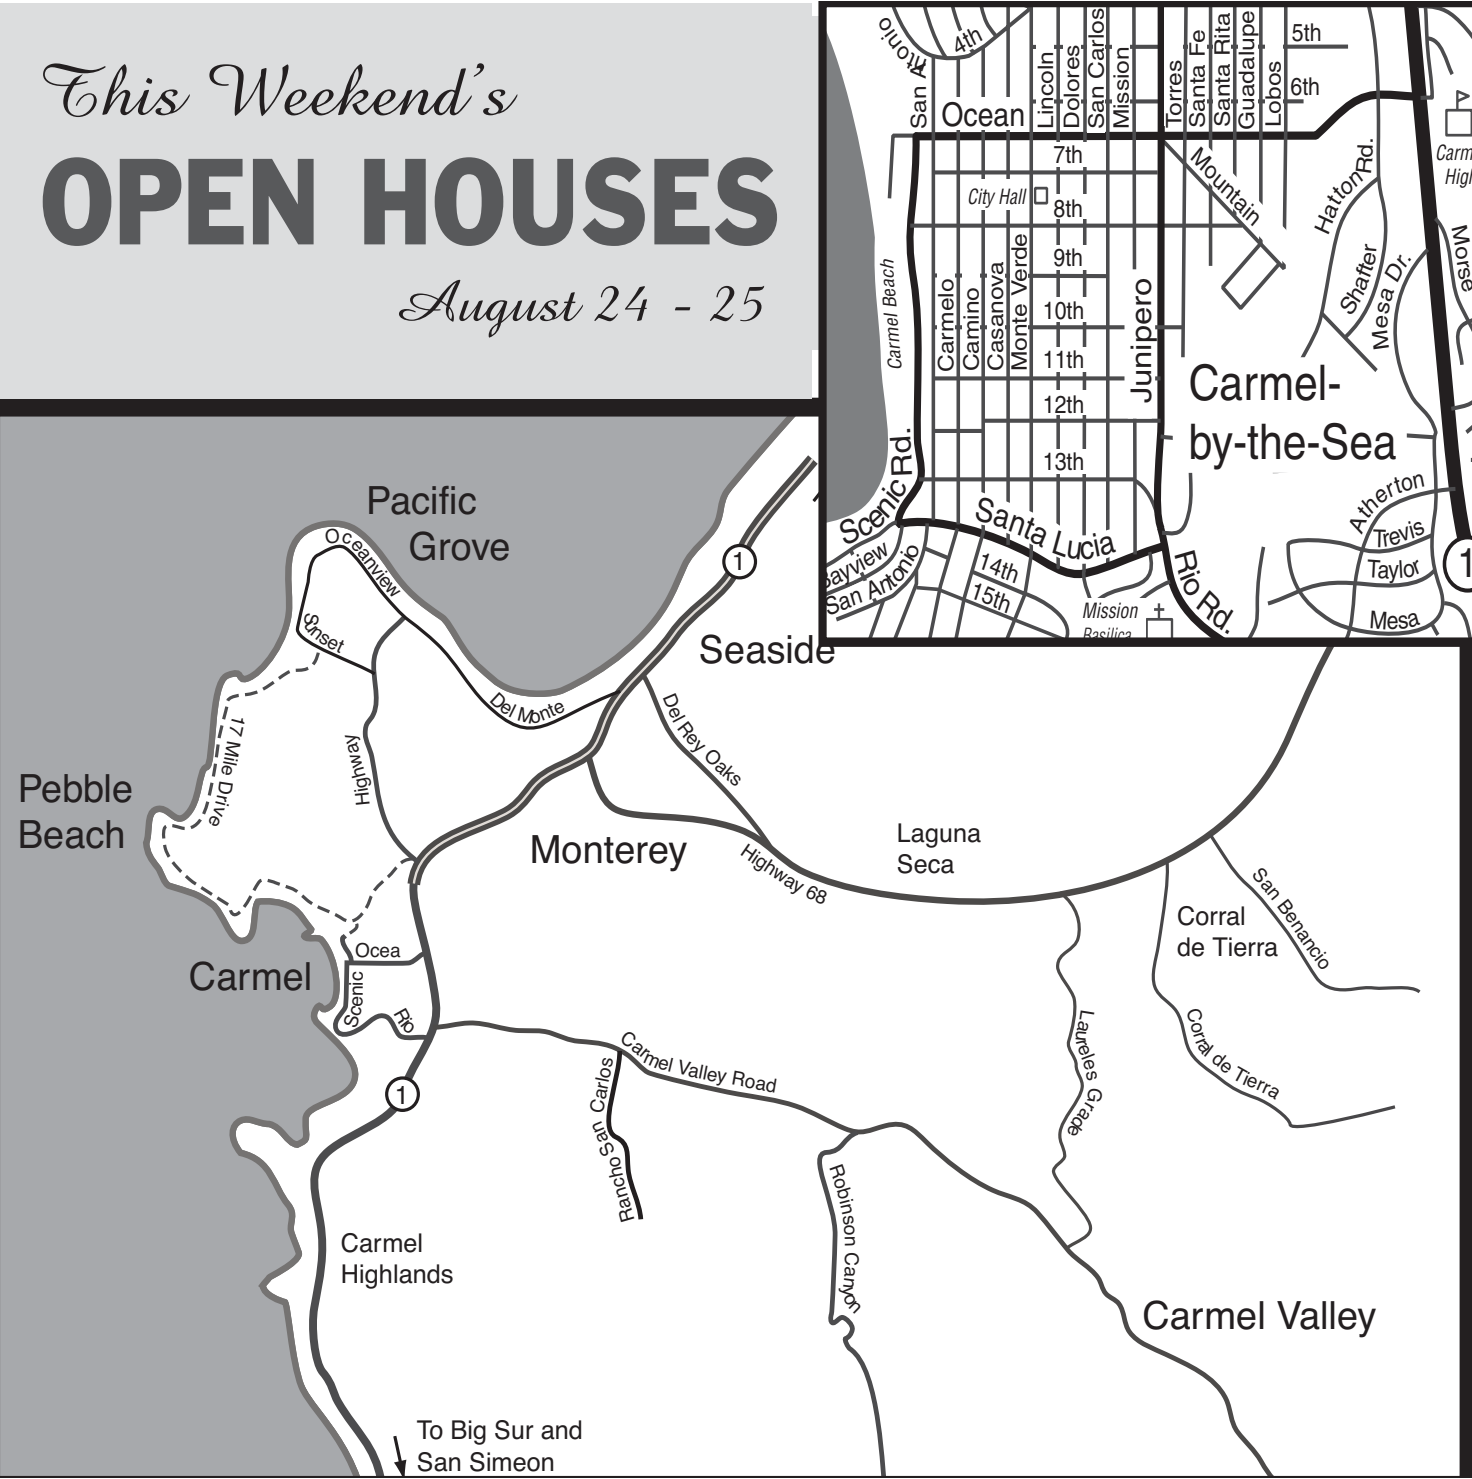 This Weekend's
OPEN HOUSES
August 24 - 25
Pacific
Grove
Oceanview
Sunset
17 Mile Drive
Highway
Del Monte
Pebble
Beach
1
Seaside
Del Rey Oaks
Monterey
Highway 68
Laguna
Seca
Corral
de Tierra
San Benancio
Corral de Tierra
Laureles Grade
Carmel
Ocea
Scenic
Rio
1
Carmel Valley Road
Rancho San Carlos
Robinson Canyon
Carmel
Highlands
Carmel Valley
To Big Sur and
San Simeon
San Antonio
4th
Ocean
Lincoln
Dolores
San Carlos
Mission
Torres
Santa Fe
Santa Rita
Guadalupe
Lobos
5th
6th
7th
City Hall
8th
Mountain
Hatton Rd.
Shafter
Mesa Dr.
Carm
High
Morse
Carmel Beach
Carmelo
Camino
Casanova
Monte Verde
9th
10th
11th
12th
13th
Junipero
Carmel-
by-the-Sea
Scenic Rd.
Santa Lucia
Bayview
San Antonio
14th
15th
Mission
Basilica
Rio Rd.
Atherton
Trevis
Taylor
Mesa
1